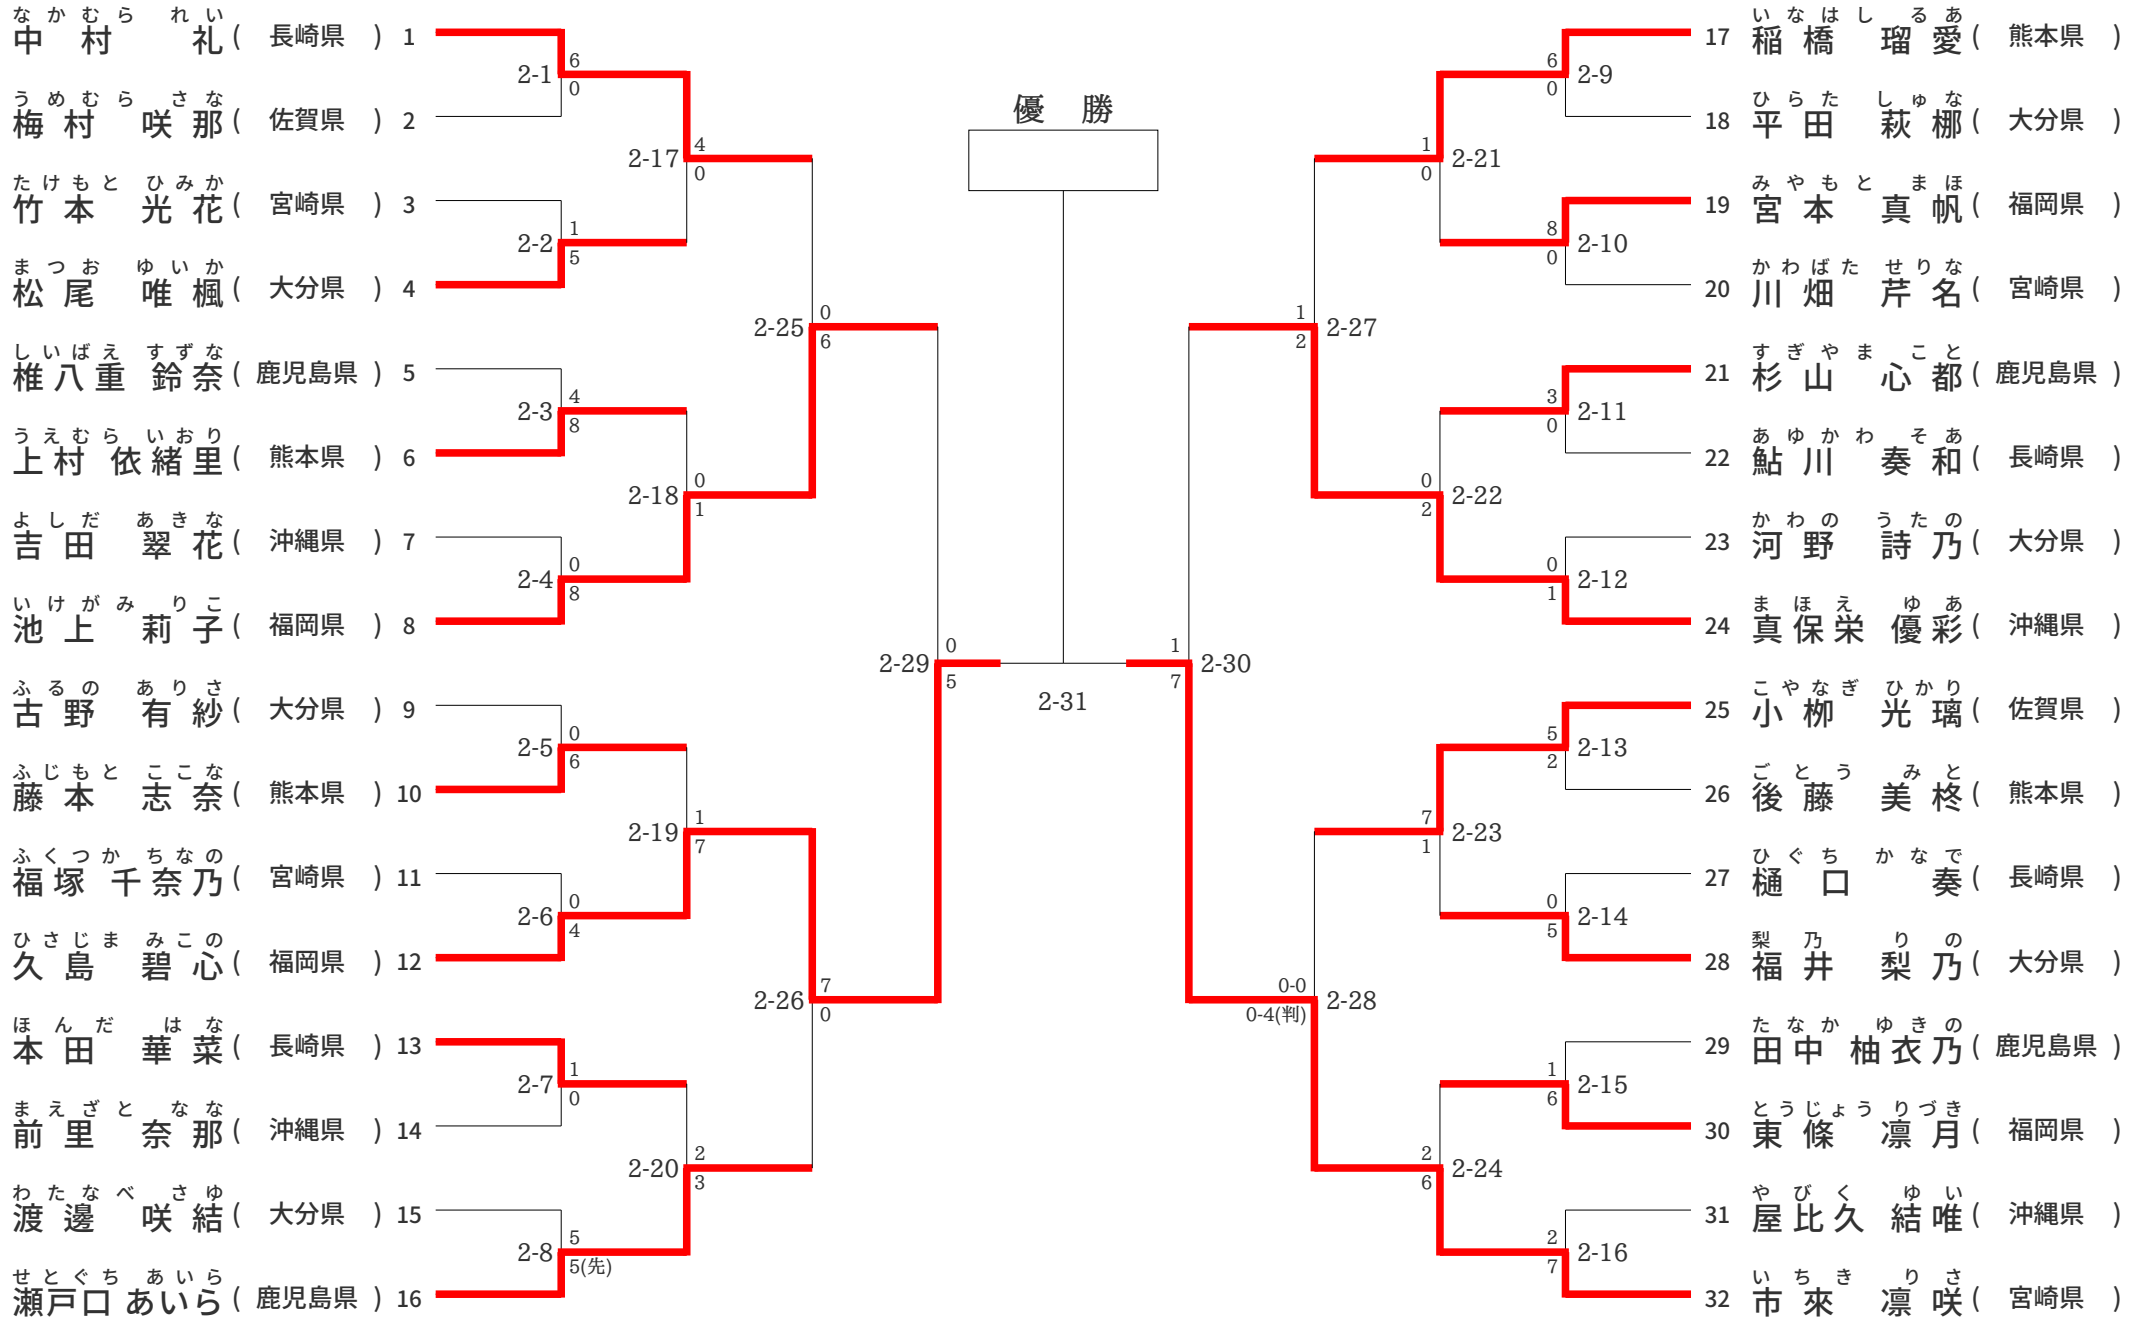 優 勝
なかむら れい
中村 礼 ( 長崎県 ) 1
2-1
6
0
うめむら さな
梅村 咲那 ( 佐賀県 ) 2
2-17
4
0
たけもと ひみか
竹本 光花 ( 宮崎県 ) 3
2-2
1
5
まつお ゆいか
松尾 唯楓 ( 大分県 ) 4
2-25
0
6
しいばえ すずな
椎八重 鈴奈 ( 鹿児島県 ) 5
2-3
4
8
うえむら いおり
上村 依緒里 ( 熊本県 ) 6
2-18
0
1
よしだ あきな
吉田 翠花 ( 沖縄県 ) 7
2-4
0
8
いけがみ りこ
池上 莉子 ( 福岡県 ) 8
2-29
0
5
ふるの ありさ
古野 有紗 ( 大分県 ) 9
2-5
0
6
ふじもと ここな
藤本 志奈 ( 熊本県 ) 10
2-19
1
7
ふくつか ちなの
福塚 千奈乃 ( 宮崎県 ) 11
2-6
0
4
ひさじま みこの
久島 碧心 ( 福岡県 ) 12
2-26
7
0
ほんだ はな
本田 華菜 ( 長崎県 ) 13
2-7
1
0
まえざと なな
前里 奈那 ( 沖縄県 ) 14
2-20
2
3
わたなべ さゆ
渡邊 咲結 ( 大分県 ) 15
2-8
5
5(先)
せとぐち あいら
瀬戸口 あいら ( 鹿児島県 ) 16
2-31
いなはし るあ
17 稲橋 瑠愛 ( 熊本県 )
6
0
2-9
ひらた しゅな
18 平田 萩梛 ( 大分県 )
1
0
2-21
みやもと まほ
19 宮本 真帆 ( 福岡県 )
8
0
2-10
かわばた せりな
20 川畑 芹名 ( 宮崎県 )
1
2
2-27
すぎやま こと
21 杉山 心都 ( 鹿児島県 )
3
0
2-11
あゆかわ そあ
22 鮎川 奏和 ( 長崎県 )
0
2
2-22
かわの うたの
23 河野 詩乃 ( 大分県 )
0
1
2-12
まほえ ゆあ
24 真保栄 優彩 ( 沖縄県 )
1
7
2-30
こやなぎ ひかり
25 小栁 光璃 ( 佐賀県 )
5
2
2-13
ごとう みと
26 後藤 美柊 ( 熊本県 )
7
1
2-23
ひぐち かなで
27 樋口 奏 ( 長崎県 )
0
5
2-14
梨乃 りの
28 福井 梨乃 ( 大分県 )
0-0
0-4(判)
2-28
たなか ゆきの
29 田中 柚衣乃 ( 鹿児島県 )
1
6
2-15
とうじょう りづき
30 東條 凛月 ( 福岡県 )
2
6
2-24
やびく ゆい
31 屋比久 結唯 ( 沖縄県 )
2
7
2-16
いちき りさ
32 市來 凛咲 ( 宮崎県 )